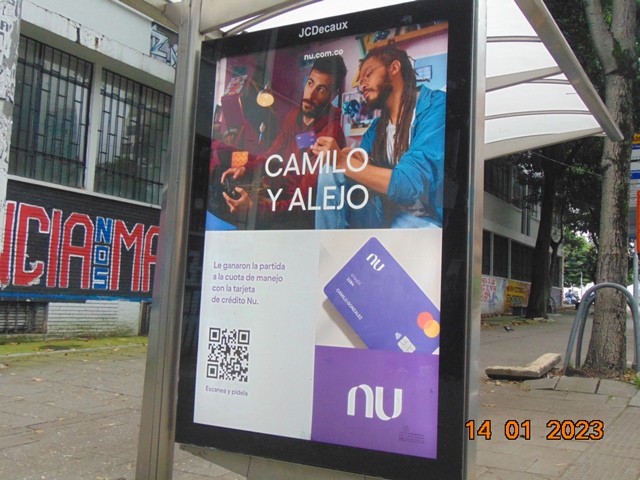 JCDecaux
nu.com.co
CAMILO
Y ALEJO
Le ganaron la partida
a la cuota de manejo
con la tarjeta
de crédito Nu.
Escanea y pídela
nu
nu
NCIA NOS MA
14 01 2023